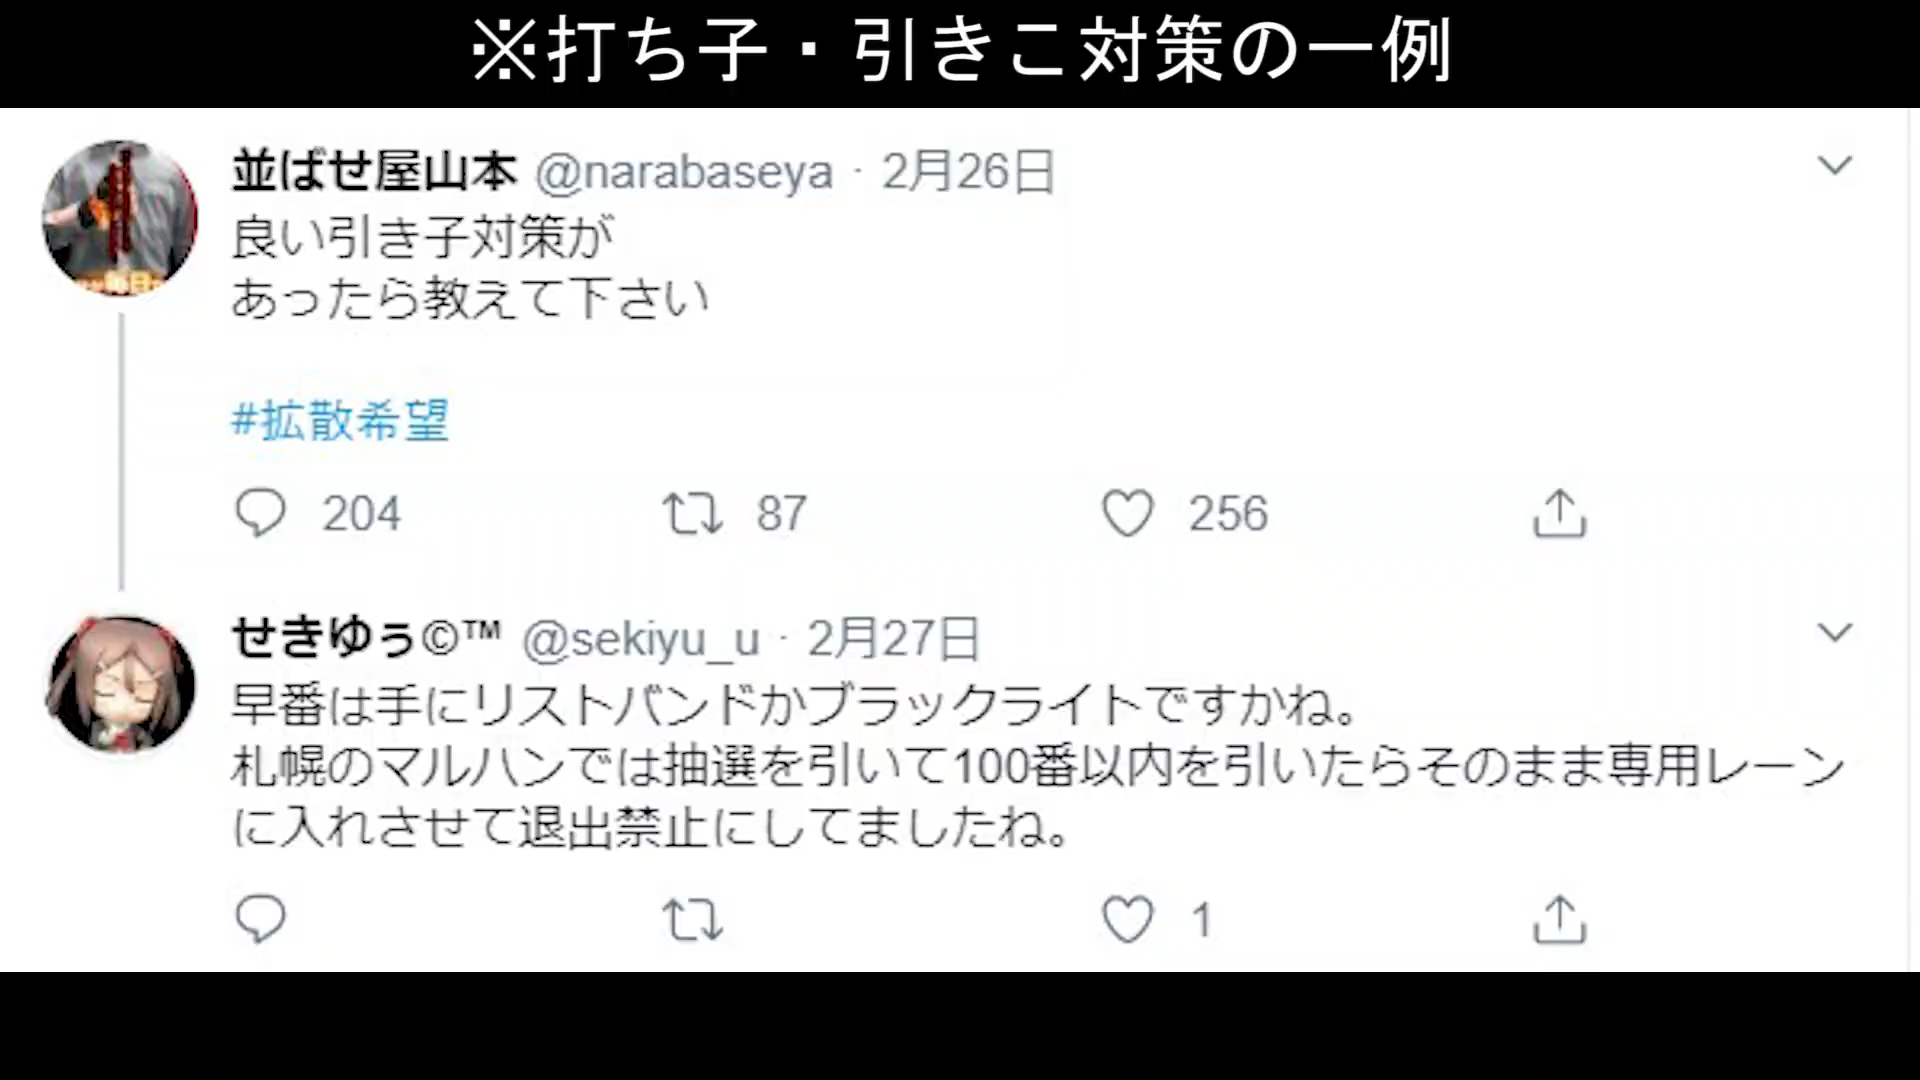 ※打ち子・引きこ対策の一例
並ばせ屋山本 @narabaseya · 2月26日
良い引き子対策が
あったら教えて下さい
#拡散希望
204 87 256
せきゆぅ©™ @sekiyu_u · 2月27日
早番は手にリストバンドかブラックライトですかね。
札幌のマルハンでは抽選を引いて100番以内を引いたらそのまま専用レーン
に入れさせて退出禁止にしてましたね。
1